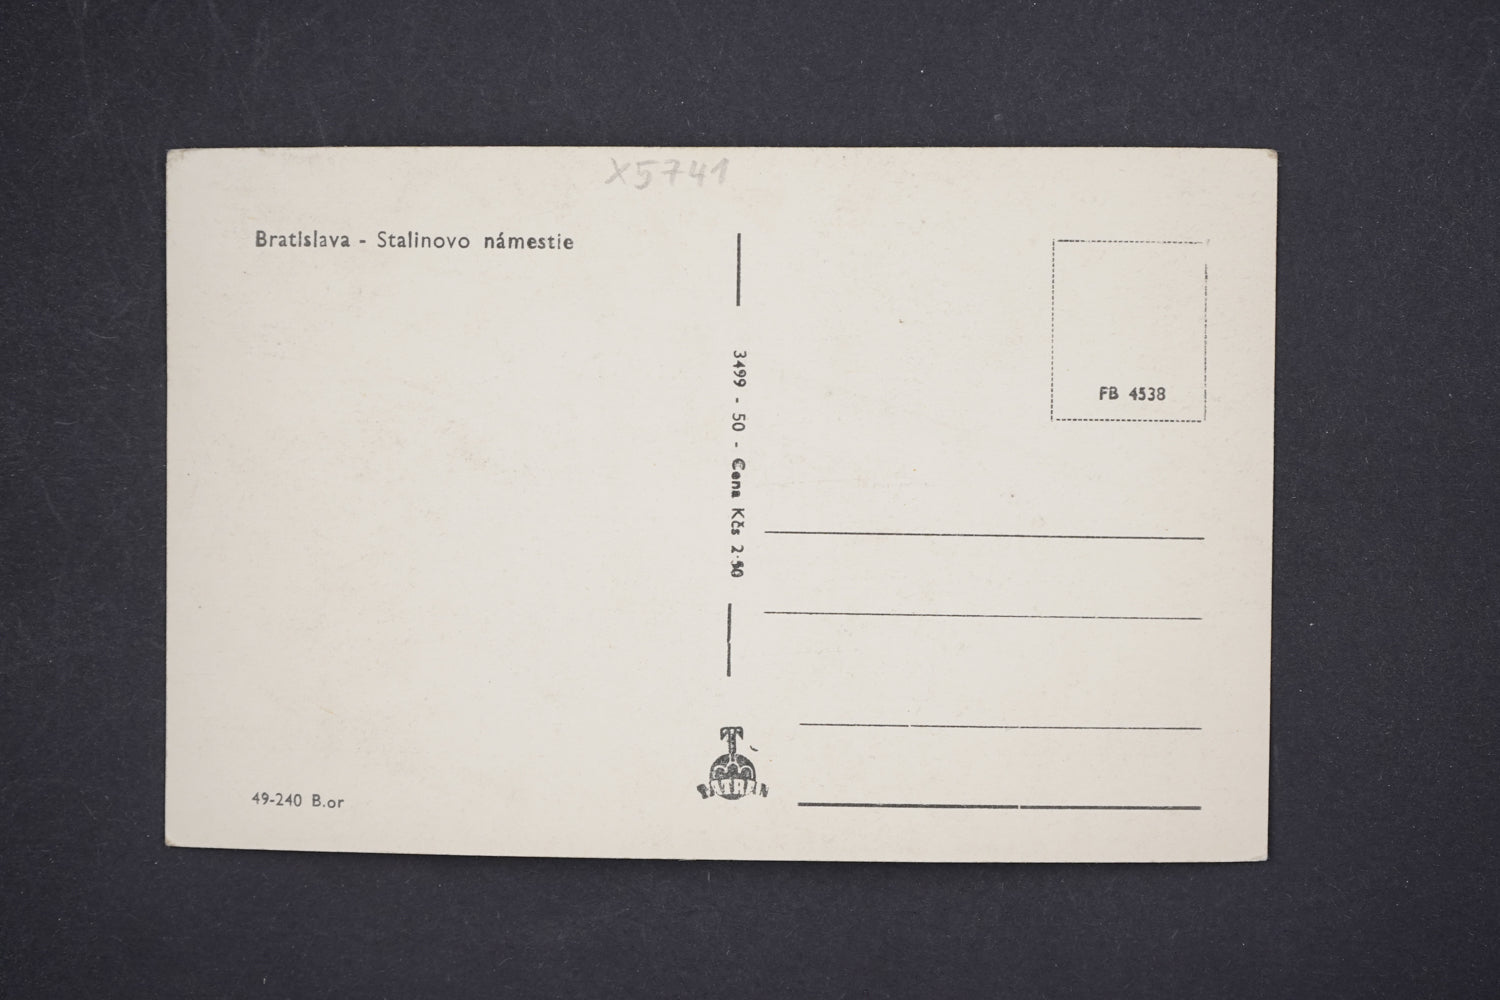 X5741
Bratislava - Stalinovo námestie
3499 - 50 - Cena Kčs 2·50
FB 4538
TATRAN
49-240 B.or